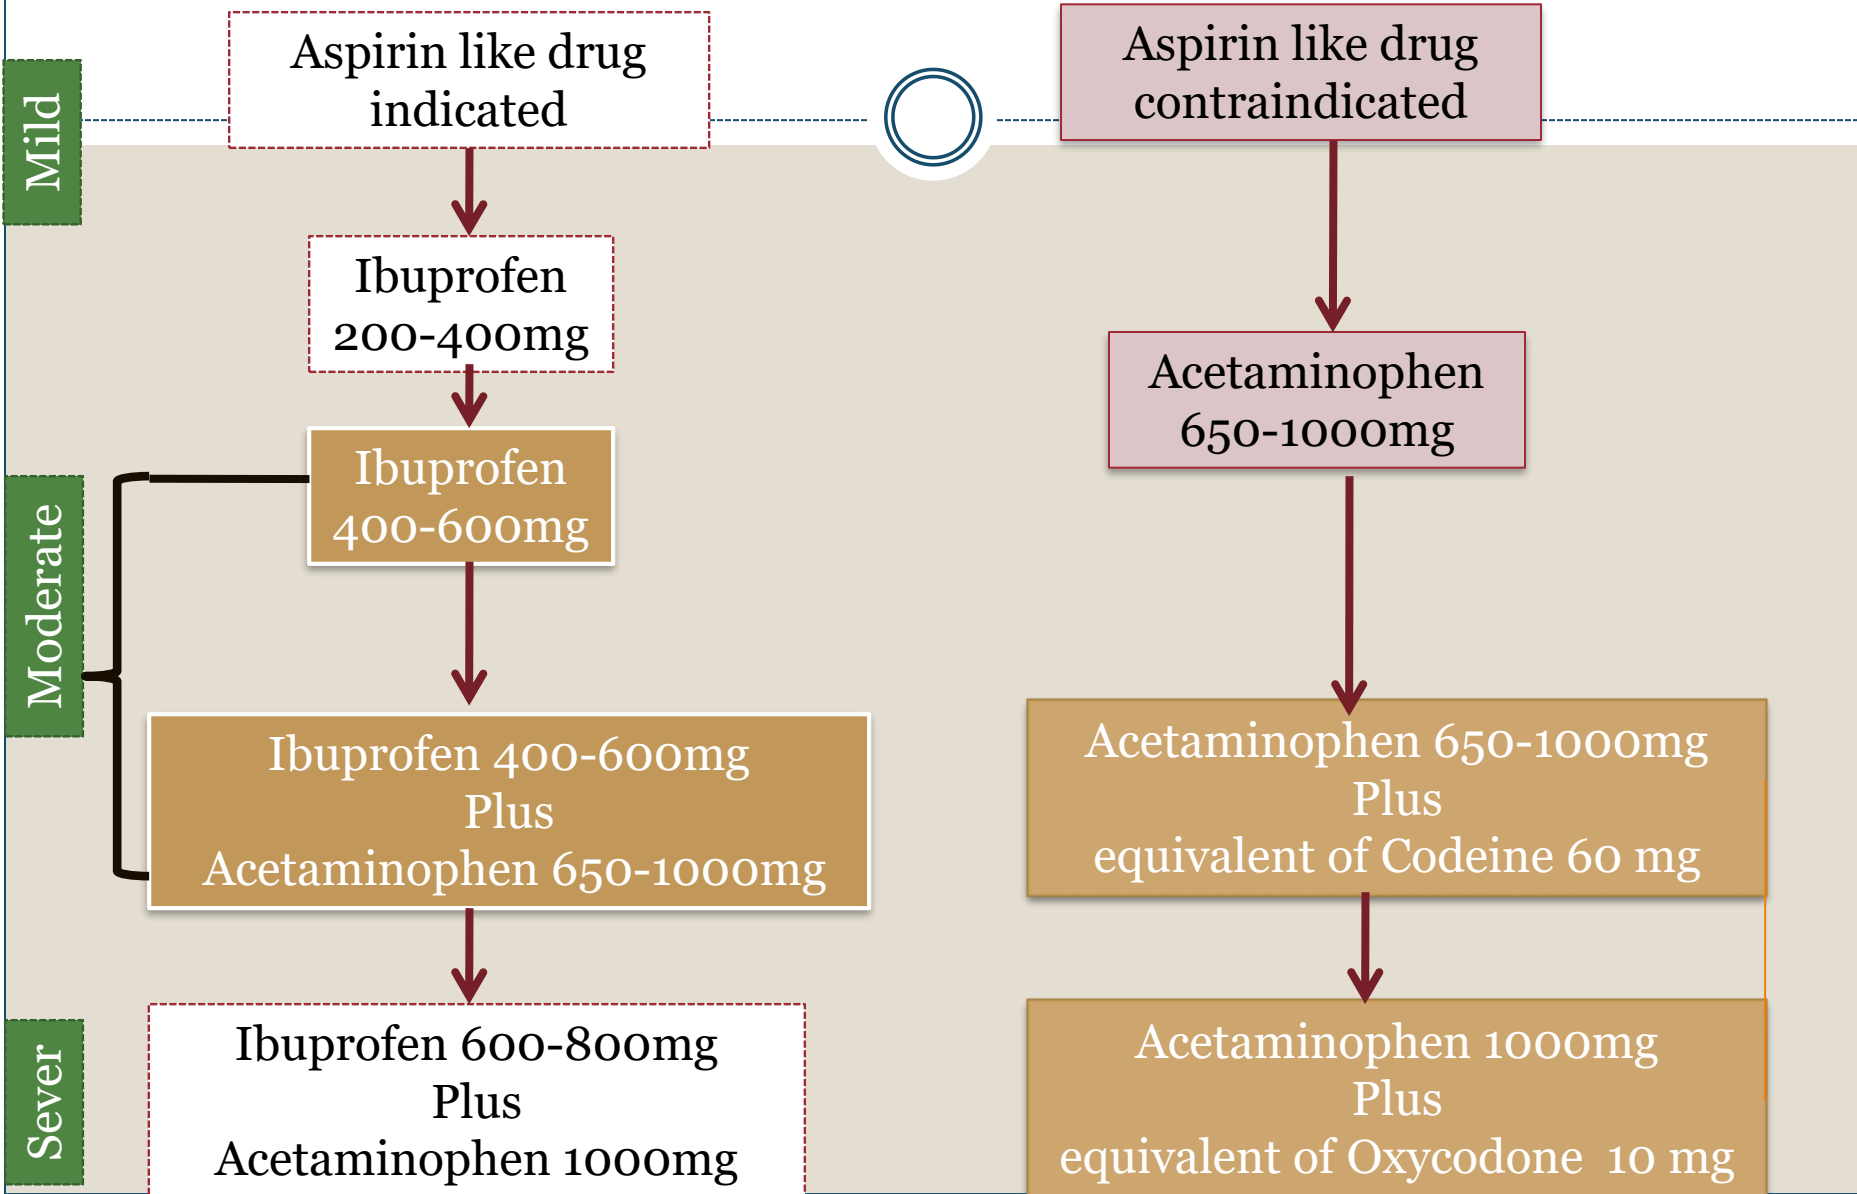 Mild
Aspirin like drug
indicated
Ibuprofen
200-400mg
Moderate
Ibuprofen
400-600mg
Ibuprofen 400-600mg
Plus
Acetaminophen 650-1000mg
Sever
Ibuprofen 600-800mg
Plus
Acetaminophen 1000mg
Aspirin like drug
contraindicated
Acetaminophen
650-1000mg
Acetaminophen 650-1000mg
Plus
equivalent of Codeine 60 mg
Acetaminophen 1000mg
Plus
equivalent of Oxycodone  10 mg